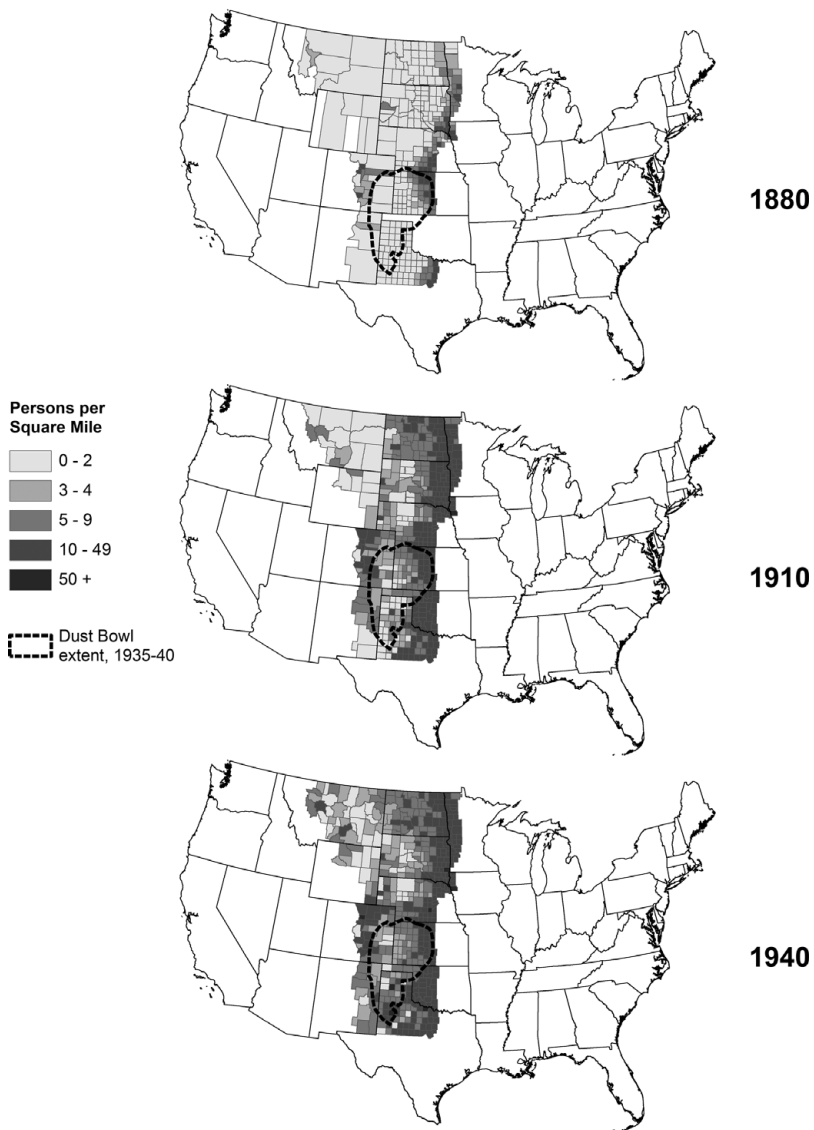 1880
Persons per
Square Mile
0 - 2
3 - 4
5 - 9
10 - 49
50 +
Dust Bowl
extent, 1935-40
1910
1940